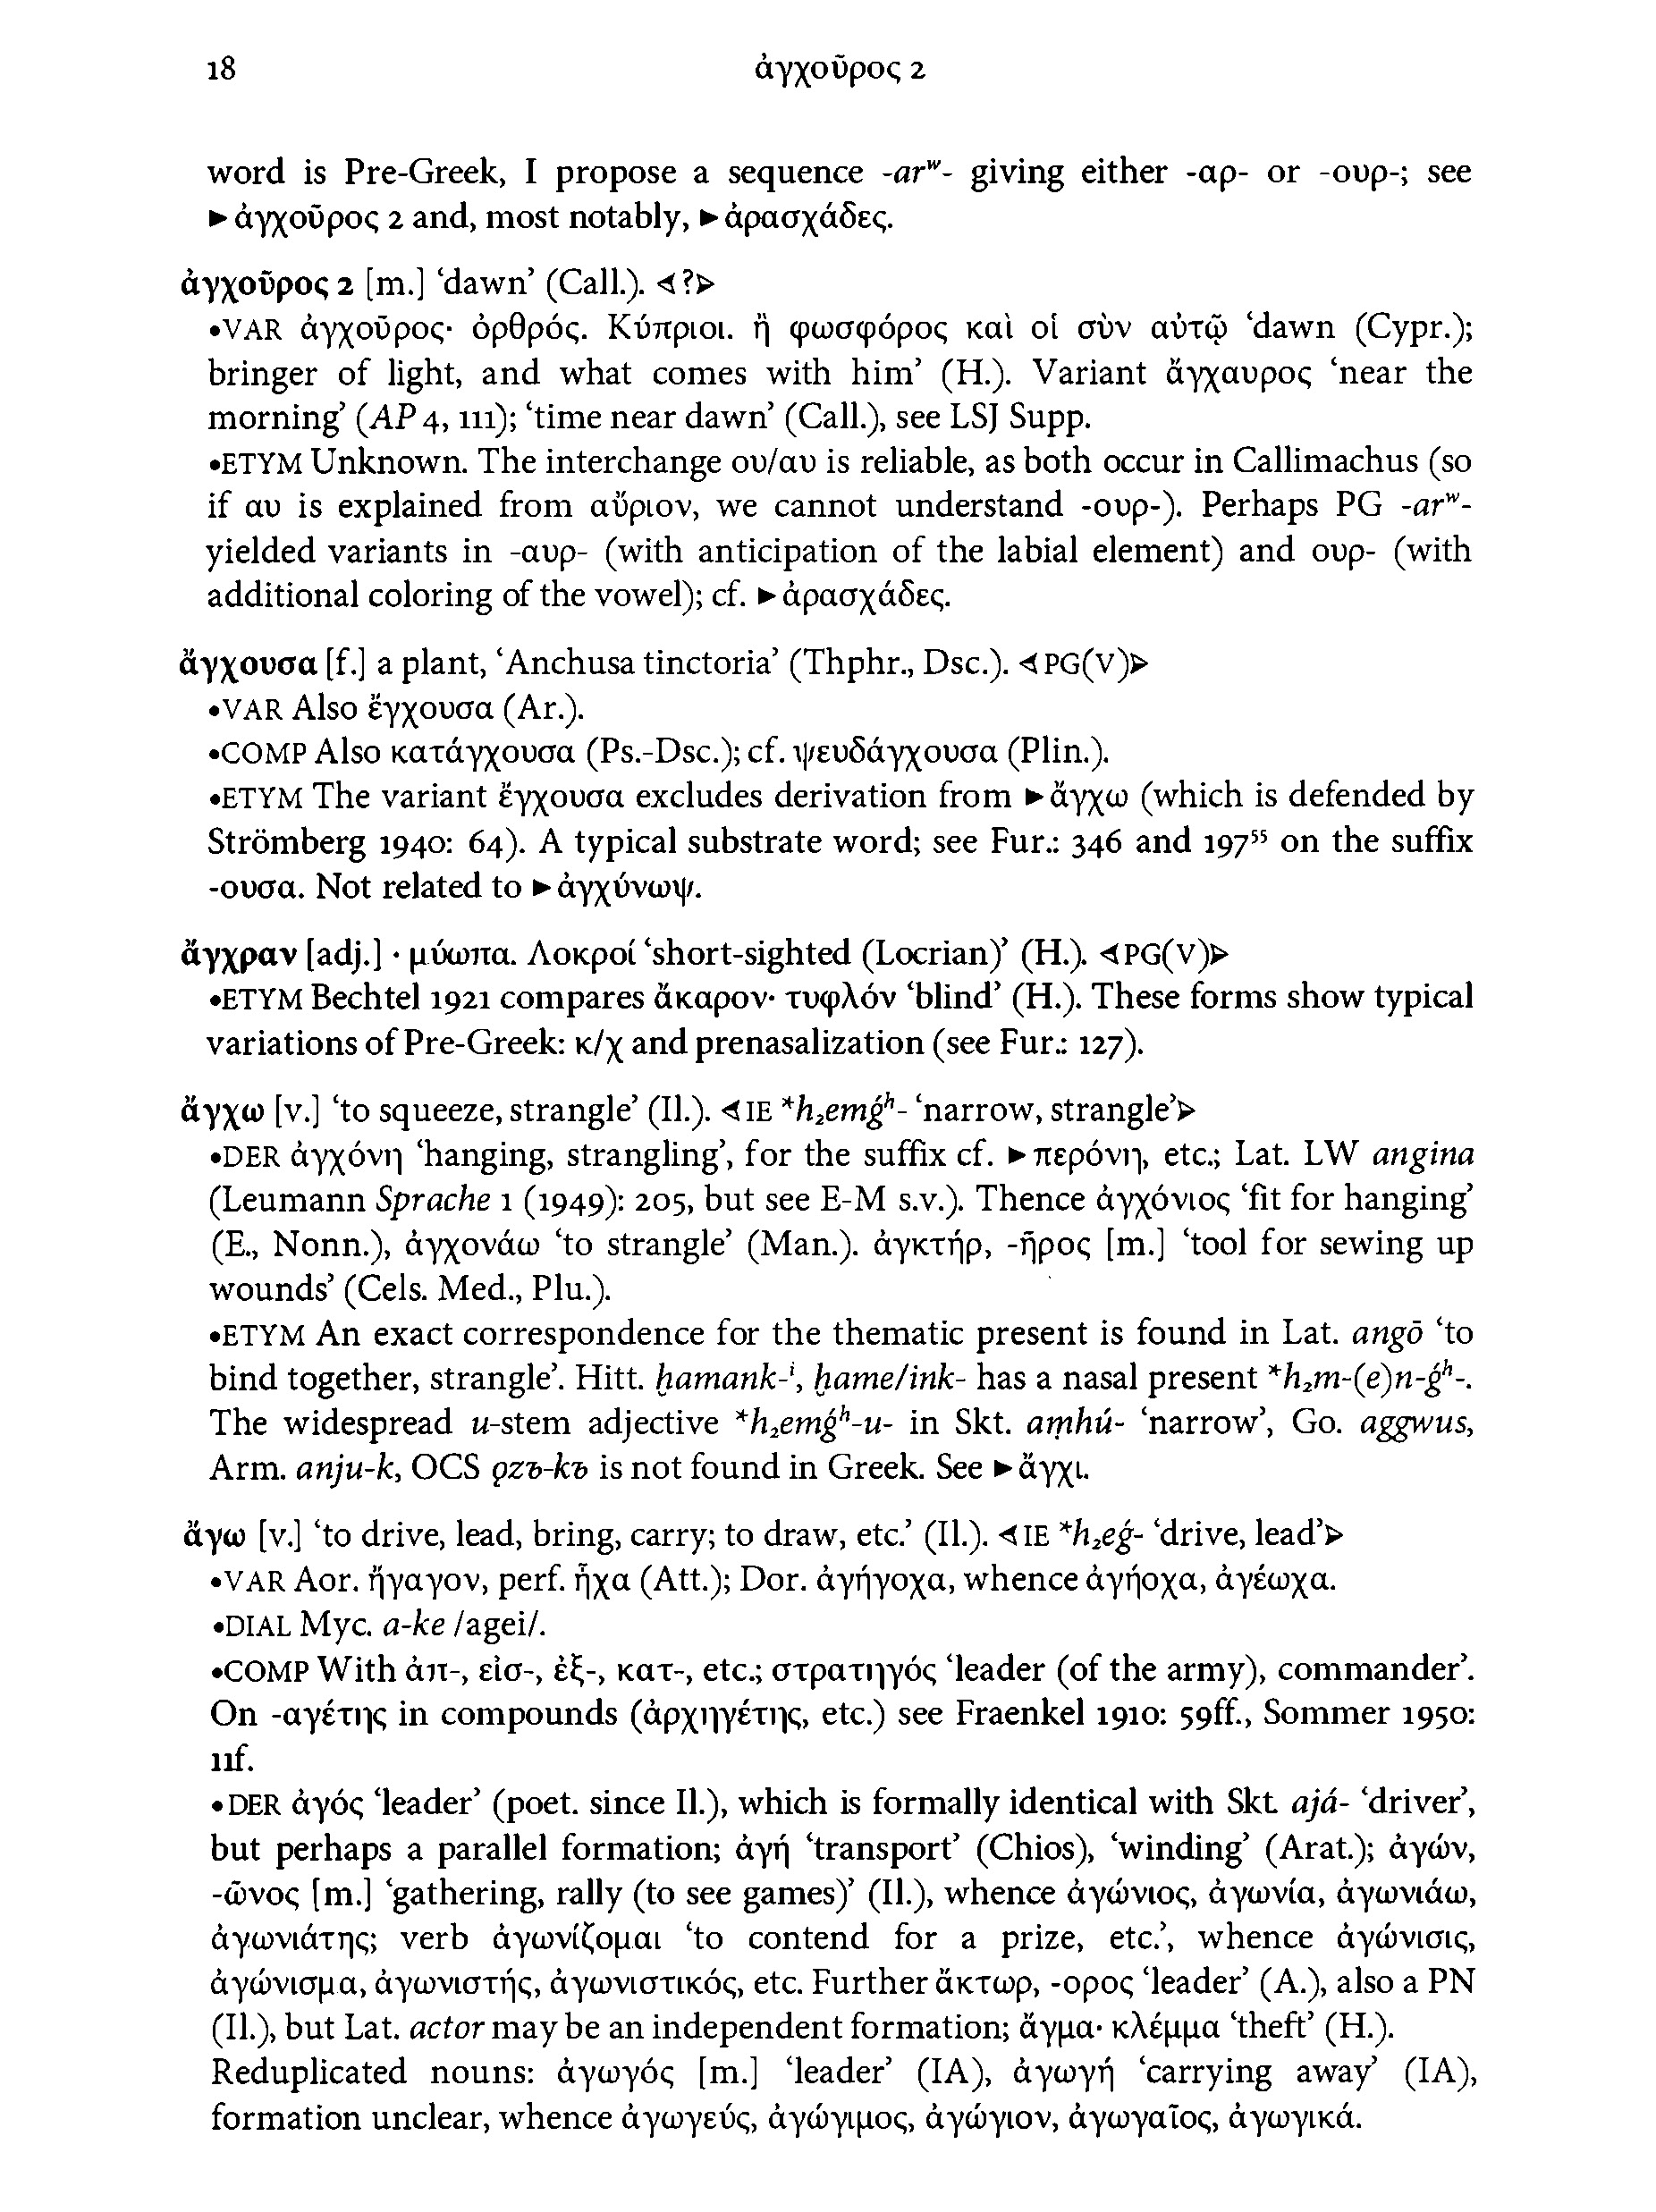 18 ἀγχοῦρος 2
word is Pre-Greek, I propose a sequence -arʷ- giving either -αρ- or -ουρ-; see
►ἀγχοῦρος 2 and, most notably, ►ἀρασχάδες.
ἀγχοῦρος 2 [m.] ‘dawn’ (Call.). ⊲?⊳
•VAR ἀγχοῦρος· ὀρθρός. Κύπριοι. ἢ φωσφόρος καὶ οἱ σὺν αὐτῷ ‘dawn (Cypr.);
bringer of light, and what comes with him’ (H.). Variant ἄγχαυρος ‘near the
morning’ (AP 4, 111); ‘time near dawn’ (Call.), see LSJ Supp.
•ETYM Unknown. The interchange ου/αυ is reliable, as both occur in Callimachus (so
if αυ is explained from αὔριον, we cannot understand -ουρ-). Perhaps PG -arʷ-
yielded variants in -αυρ- (with anticipation of the labial element) and ουρ- (with
additional coloring of the vowel); cf. ►ἀρασχάδες.
ἄγχουσα [f.] a plant, ‘Anchusa tinctoria’ (Thphr., Dsc.). ⊲PG(V)⊳
•VAR Also ἔγχουσα (Ar.).
•COMP Also κατάγχουσα (Ps.-Dsc.); cf. ψευδάγχουσα (Plin.).
•ETYM The variant ἔγχουσα excludes derivation from ►ἄγχω (which is defended by
Strömberg 1940: 64). A typical substrate word; see Fur.: 346 and 197⁵⁵ on the suffix
-ουσα. Not related to ►ἀγχύνωψ.
ἄγχραν [adj.] · μύωπα. Λοκροί ‘short-sighted (Locrian)’ (H.). ⊲PG(V)⊳
•ETYM Bechtel 1921 compares ἄκαρον· τυφλόν ‘blind’ (H.). These forms show typical
variations of Pre-Greek: κ/χ and prenasalization (see Fur.: 127).
ἄγχω [v.] ‘to squeeze, strangle’ (Il.). ⊲IE *h₂emǵʰ- ‘narrow, strangle’⊳
•DER ἀγχόνη ‘hanging, strangling’, for the suffix cf. ►περόνη, etc.; Lat. LW angina
(Leumann Sprache 1 (1949): 205, but see E-M s.v.). Thence ἀγχόνιος ‘fit for hanging’
(E., Nonn.), ἀγχονάω ‘to strangle’ (Man.). ἀγκτήρ, -ῆρος [m.] ‘tool for sewing up
wounds’ (Cels. Med., Plu.).
•ETYM An exact correspondence for the thematic present is found in Lat. angō ‘to
bind together, strangle’. Hitt. ḫamank-ⁱ, ḫame/ink- has a nasal present *h₂m-(e)n-ǵʰ-.
The widespread u-stem adjective *h₂emǵʰ-u- in Skt. aṃhú- ‘narrow’, Go. aggwus,
Arm. anju-k, OCS ǫzъ-kъ is not found in Greek. See ►ἄγχι.
ἄγω [v.] ‘to drive, lead, bring, carry; to draw, etc.’ (Il.). ⊲IE *h₂eǵ- ‘drive, lead’⊳
•VAR Aor. ἤγαγον, perf. ἦχα (Att.); Dor. ἀγήγοχα, whence ἀγήοχα, ἀγέωχα.
•DIAL Myc. a-ke /agei/.
•COMP With ἀπ-, εἰσ-, ἐξ-, κατ-, etc.; στρατηγός ‘leader (of the army), commander’.
On -αγέτης in compounds (ἀρχηγέτης, etc.) see Fraenkel 1910: 59ff., Sommer 1950:
11f.
•DER ἀγός ‘leader’ (poet. since Il.), which is formally identical with Skt. ajá- ‘driver’,
but perhaps a parallel formation; ἀγή ‘transport’ (Chios), ‘winding’ (Arat.); ἀγών,
-ῶνος [m.] ‘gathering, rally (to see games)’ (Il.), whence ἀγώνιος, ἀγωνία, ἀγωνιάω,
ἀγωνιάτης; verb ἀγωνίζομαι ‘to contend for a prize, etc.’, whence ἀγώνισις,
ἀγώνισμα, ἀγωνιστής, ἀγωνιστικός, etc. Further ἄκτωρ, -ορος ‘leader’ (A.), also a PN
(Il.), but Lat. actor may be an independent formation; ἄγμα· κλέμμα ‘theft’ (H.).
Reduplicated nouns: ἀγωγός [m.] ‘leader’ (IA), ἀγωγή ‘carrying away’ (IA),
formation unclear, whence ἀγωγεύς, ἀγώγιμος, ἀγώγιον, ἀγωγαῖος, ἀγωγικά.